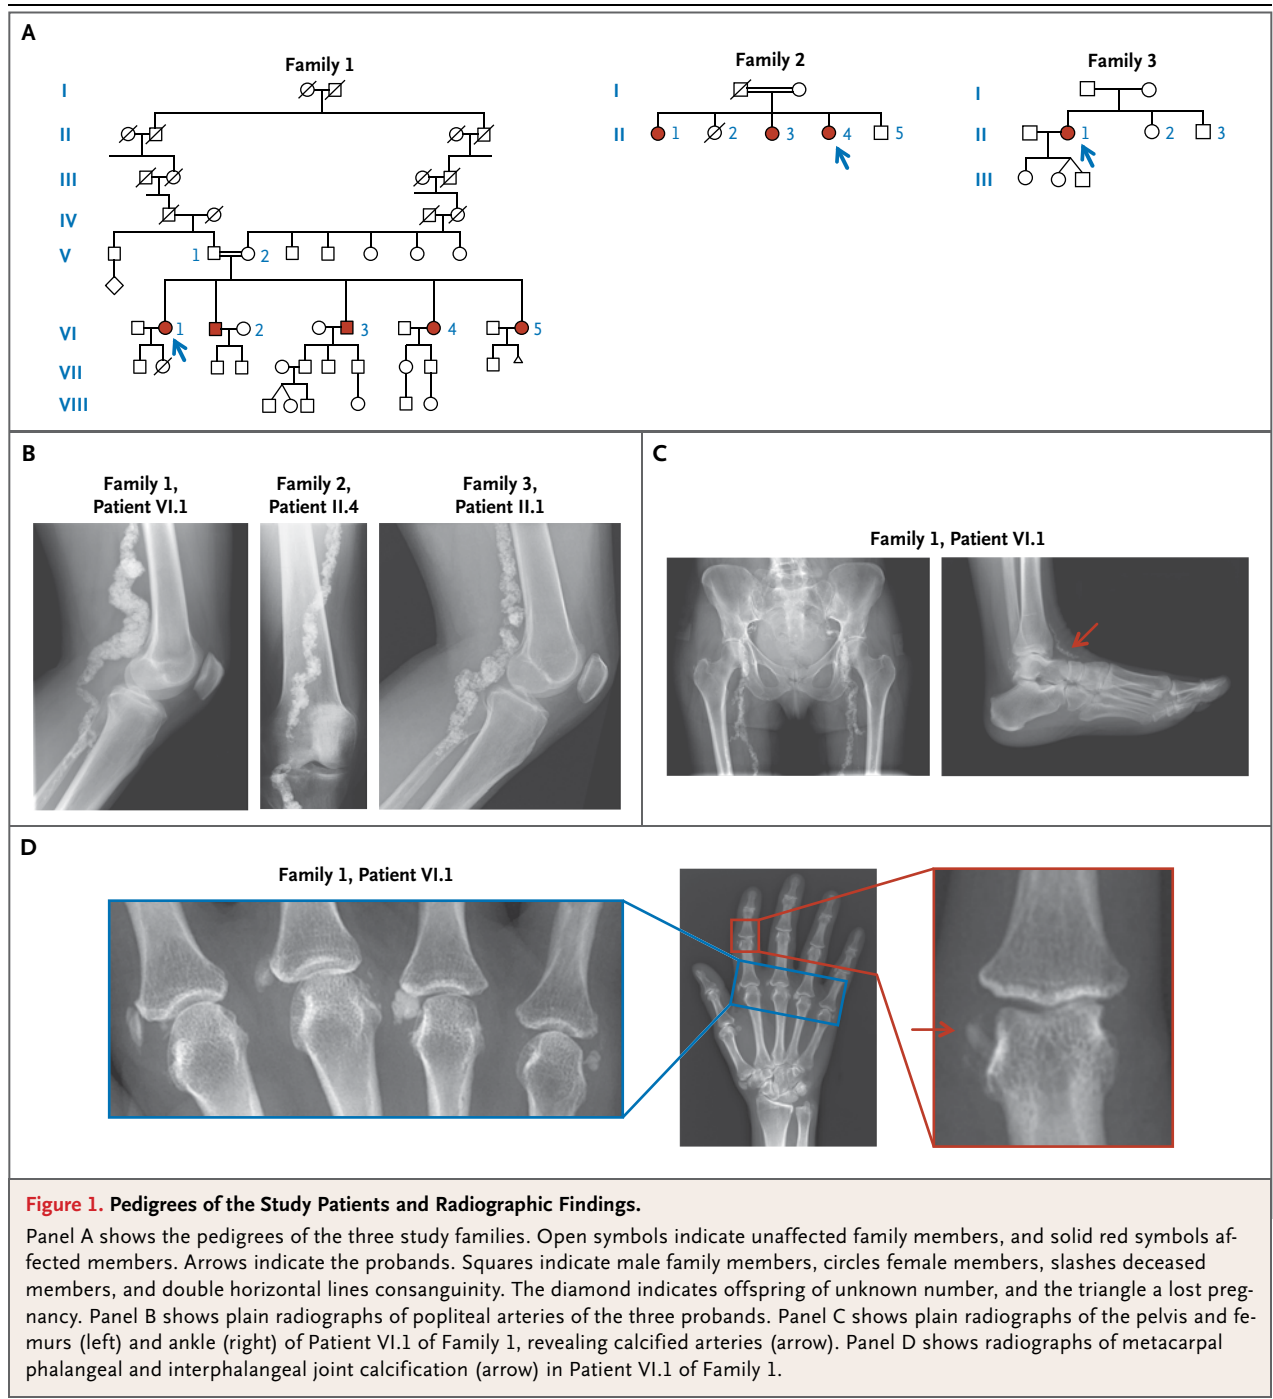 A
Family 1
I
II
III
IV
V
1
2
VI
1
2
3
4
5
VII
VIII
Family 2
I
II
1
2
3
4
5
Family 3
I
II
1
2
3
III
B
Family 1,
Patient VI.1
Family 2,
Patient II.4
Family 3,
Patient II.1
C
Family 1, Patient VI.1
D
Family 1, Patient VI.1
Figure 1. Pedigrees of the Study Patients and Radiographic Findings.
Panel A shows the pedigrees of the three study families. Open symbols indicate unaffected family members, and solid red symbols af-
fected members. Arrows indicate the probands. Squares indicate male family members, circles female members, slashes deceased
members, and double horizontal lines consanguinity. The diamond indicates offspring of unknown number, and the triangle a lost preg-
nancy. Panel B shows plain radiographs of popliteal arteries of the three probands. Panel C shows plain radiographs of the pelvis and fe-
murs (left) and ankle (right) of Patient VI.1 of Family 1, revealing calcified arteries (arrow). Panel D shows radiographs of metacarpal
phalangeal and interphalangeal joint calcification (arrow) in Patient VI.1 of Family 1.